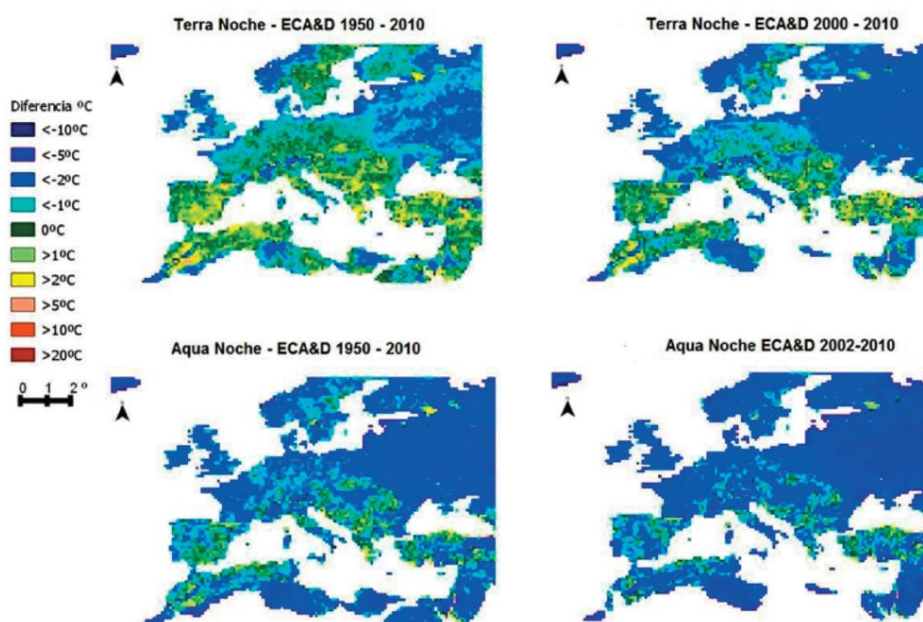 Terra Noche - ECA&D 1950 - 2010
Terra Noche - ECA&D 2000 - 2010
Diferencia ºC
<-10ºC
<-5ºC
<-2ºC
<-1ºC
0ºC
>1ºC
>2ºC
>5ºC
>10ºC
>20ºC
0 1 2 º
Aqua Noche - ECA&D 1950 - 2010
Aqua Noche ECA&D 2002-2010